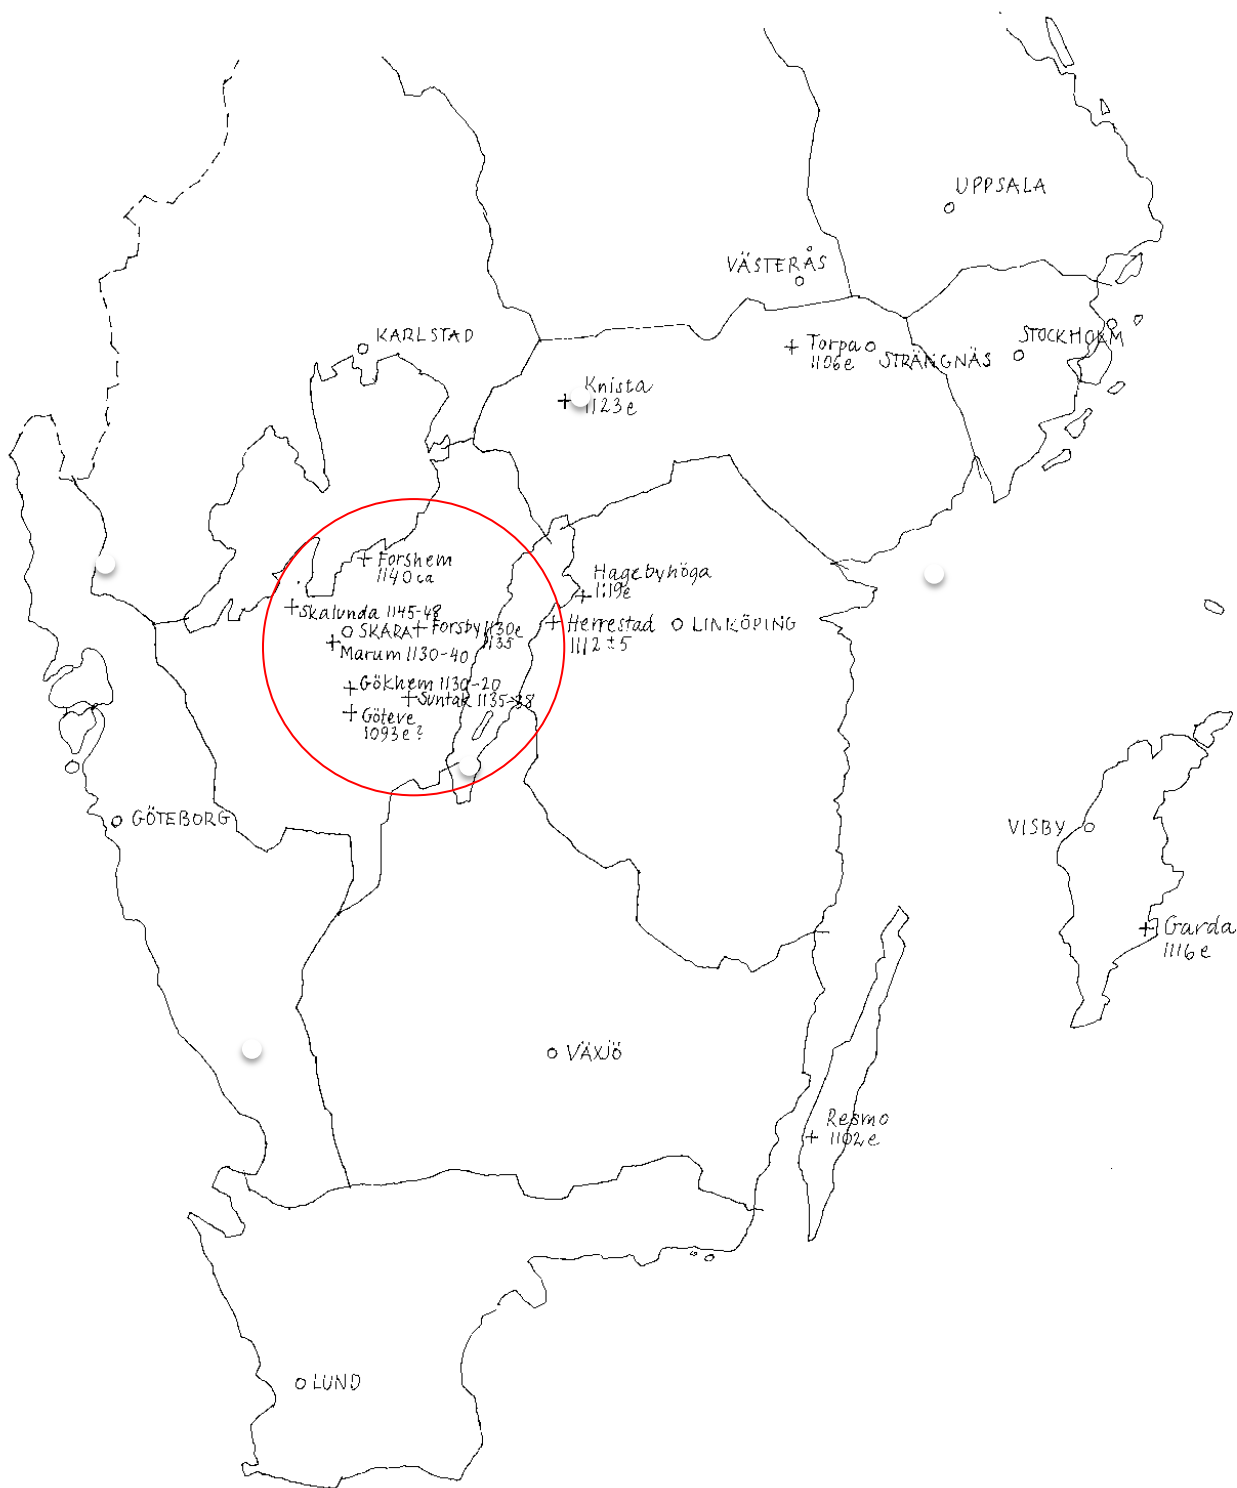 UPPSALA
VÄSTERÅS
KARLSTAD
Torpa
1106e
STRÄNGNÄS
STOCKHOLM
Knista
1123e
Forshem
1140 ca
Hagebyhöga
1119e
Skalunda 1145-48
SKARA
Forsby 1130e
1135
Herrestad
1112±5
LINKÖPING
Marum 1130-40
Gökhem 1130-20
Suntak 1135-38
Göteve
1093e?
GÖTEBORG
VISBY
Garda
1116e
VÄXJÖ
Resmo
1102e
LUND